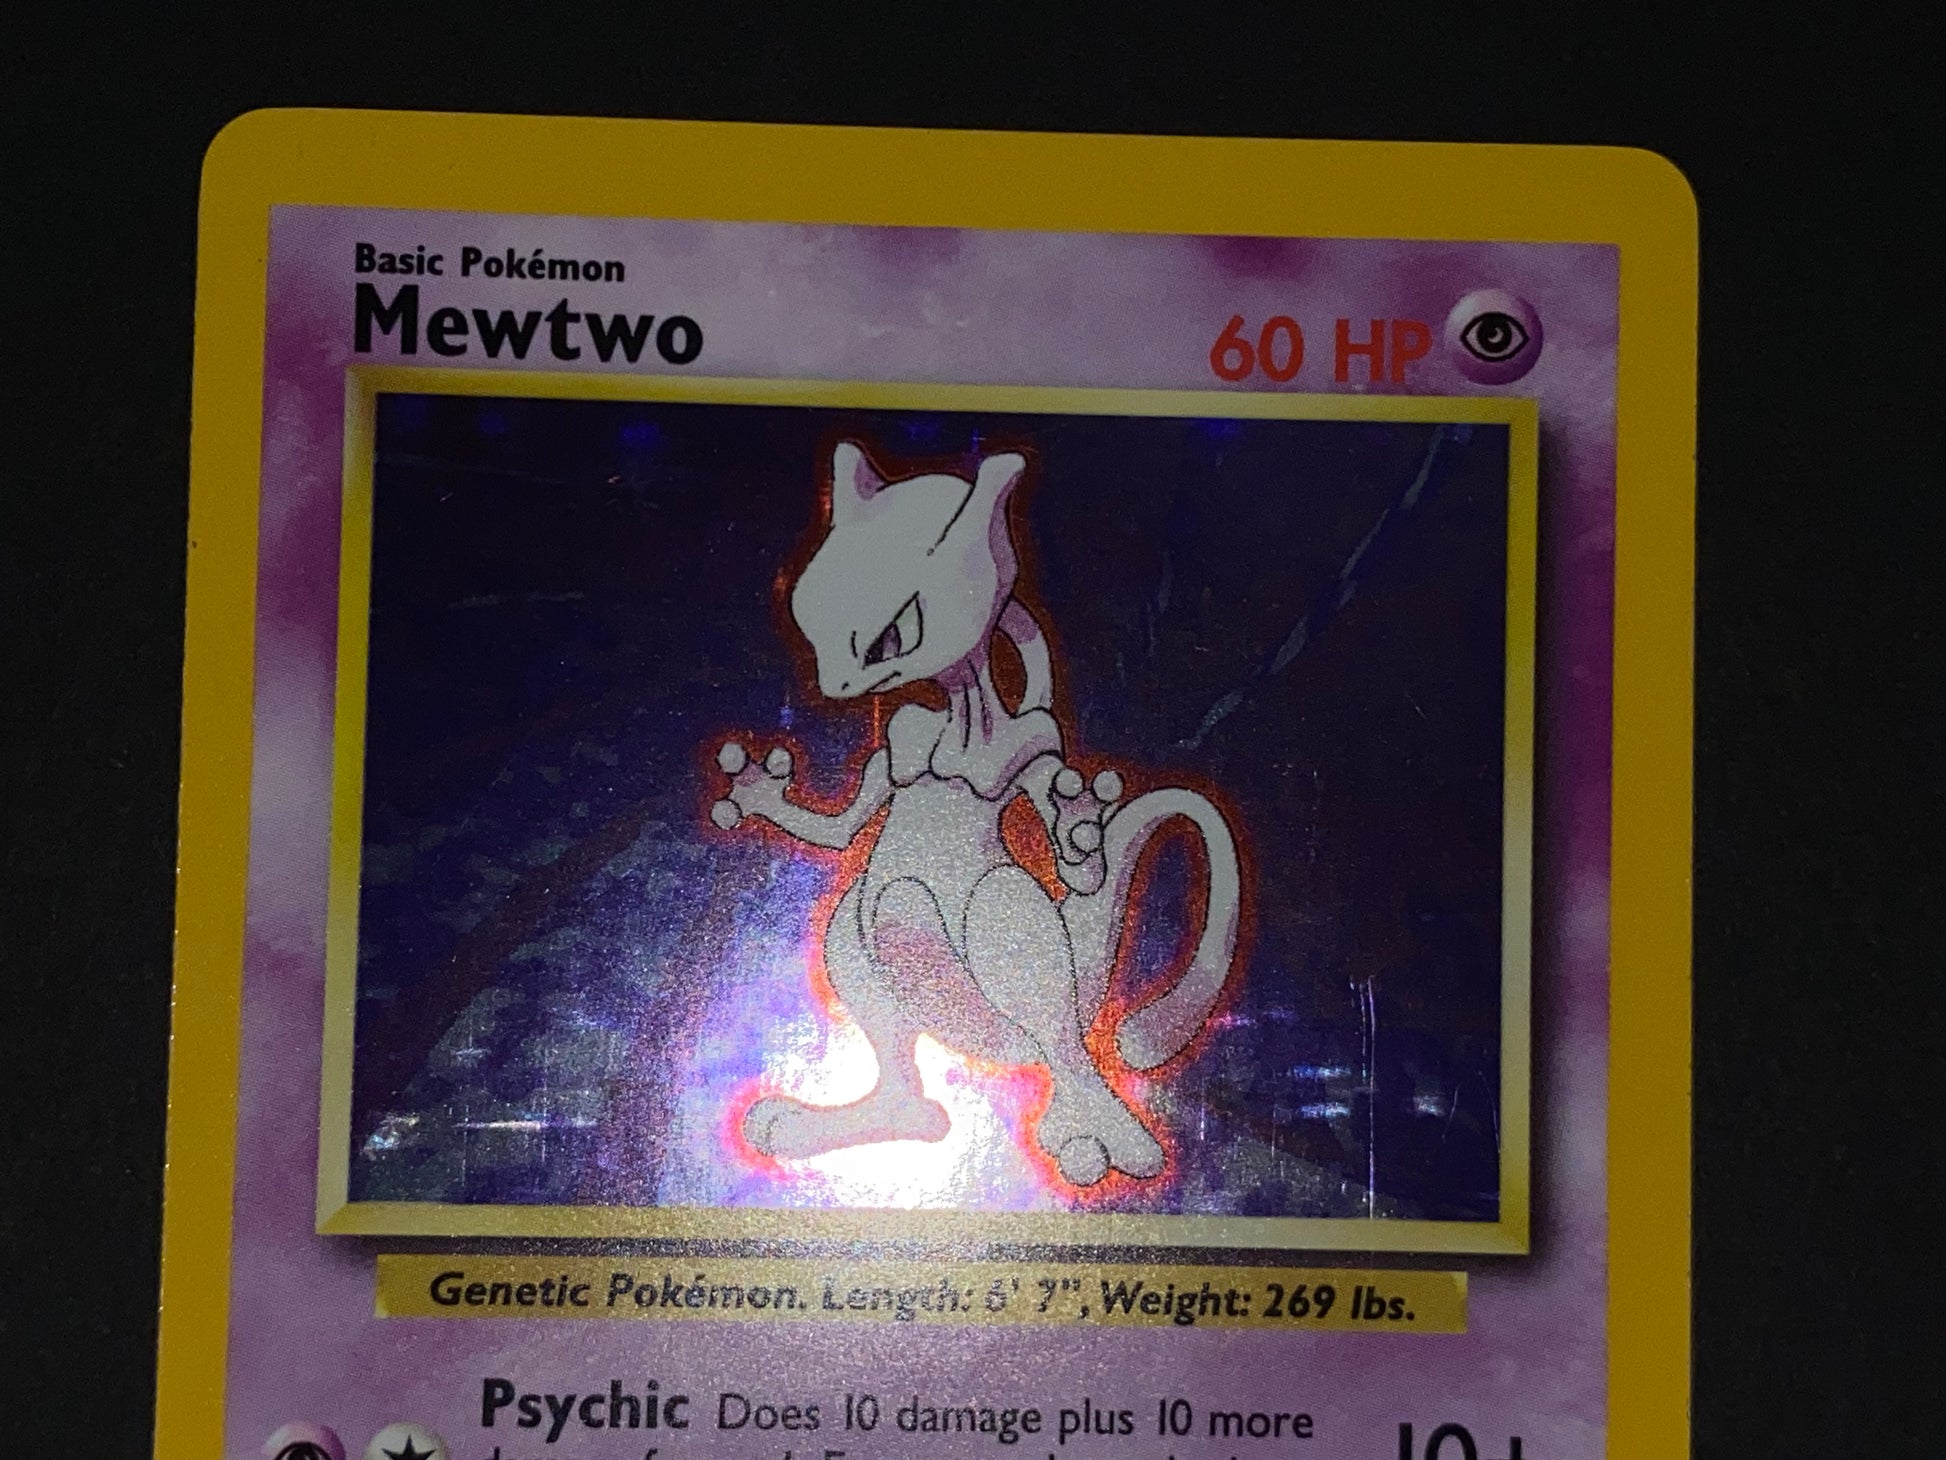 Basic Pokémon
Mewtwo
60 HP
Genetic Pokémon. Length: 6' 7", Weight: 269 lbs.
Psychic Does 10 damage plus 10 more
10+